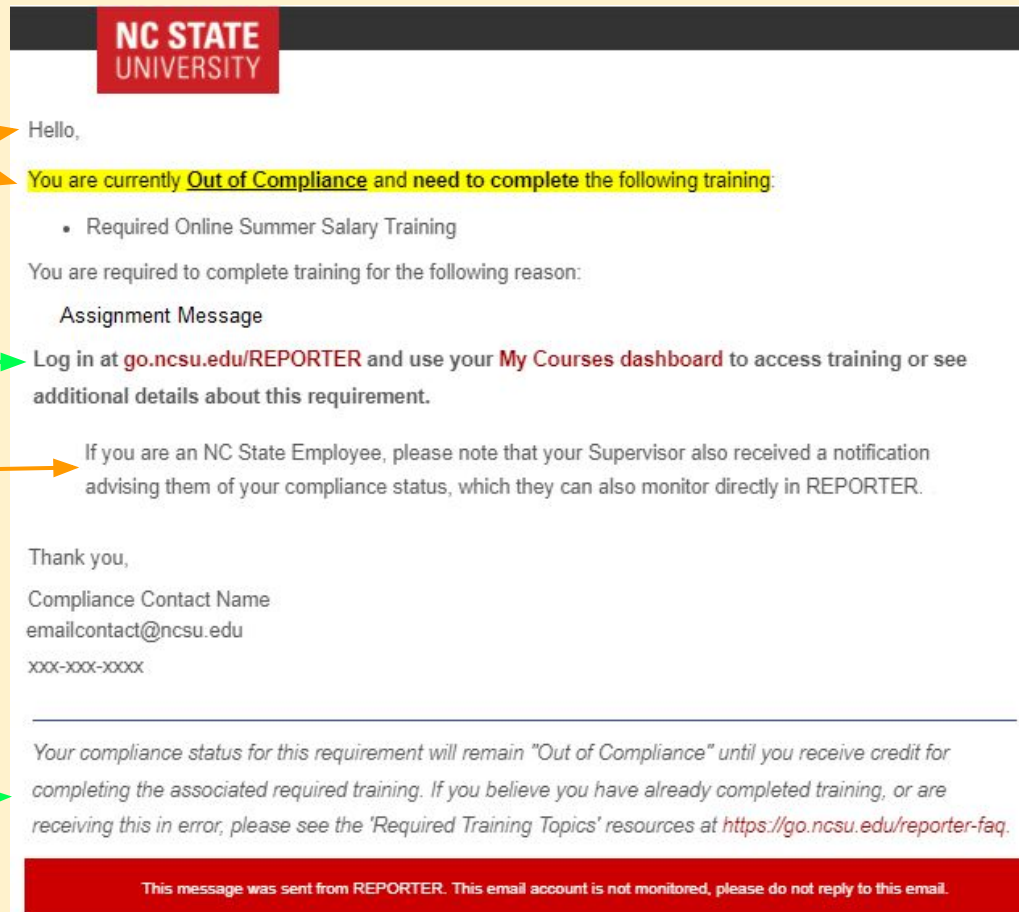 NC STATE
UNIVERSITY
Hello,
You are currently Out of Compliance and need to complete the following training:
• Required Online Summer Salary Training
You are required to complete training for the following reason:
Assignment Message
Log in at go.ncsu.edu/REPORTER and use your My Courses dashboard to access training or see
additional details about this requirement.
If you are an NC State Employee, please note that your Supervisor also received a notification
advising them of your compliance status, which they can also monitor directly in REPORTER.
Thank you,
Compliance Contact Name
emailcontact@ncsu.edu
xxx-xxx-xxxx
Your compliance status for this requirement will remain "Out of Compliance" until you receive credit for
completing the associated required training. If you believe you have already completed training, or are
receiving this in error, please see the 'Required Training Topics' resources at https://go.ncsu.edu/reporter-faq.
This message was sent from REPORTER. This email account is not monitored, please do not reply to this email.